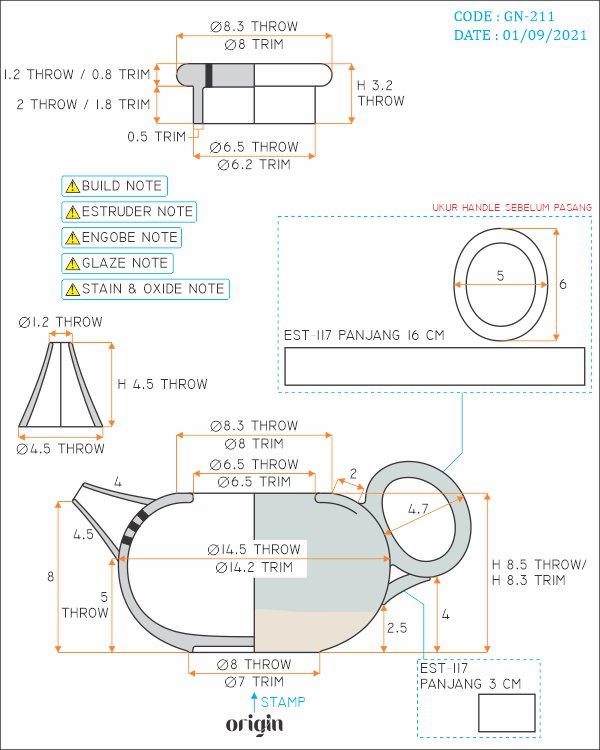 CODE : GN-211
DATE : 01/09/2021
Ø8.3 THROW
Ø8 TRIM
1.2 THROW / 0.8 TRIM
2 THROW / 1.8 TRIM
H 3.2
THROW
0.5 TRIM
Ø6.5 THROW
Ø6.2 TRIM
BUILD NOTE
ESTRUDER NOTE
ENGOBE NOTE
GLAZE NOTE
STAIN & OXIDE NOTE
UKUR HANDLE SEBELUM PASANG
5
6
EST-117 PANJANG 16 CM
Ø1.2 THROW
H 4.5 THROW
Ø4.5 THROW
Ø8.3 THROW
Ø8 TRIM
Ø6.5 THROW
Ø6.5 TRIM
2
4
4.5
4.7
Ø14.5 THROW
Ø14.2 TRIM
H 8.5 THROW/
H 8.3 TRIM
8
5
THROW
2.5
4
Ø8 THROW
Ø7 TRIM
EST-117
PANJANG 3 CM
STAMP
origin